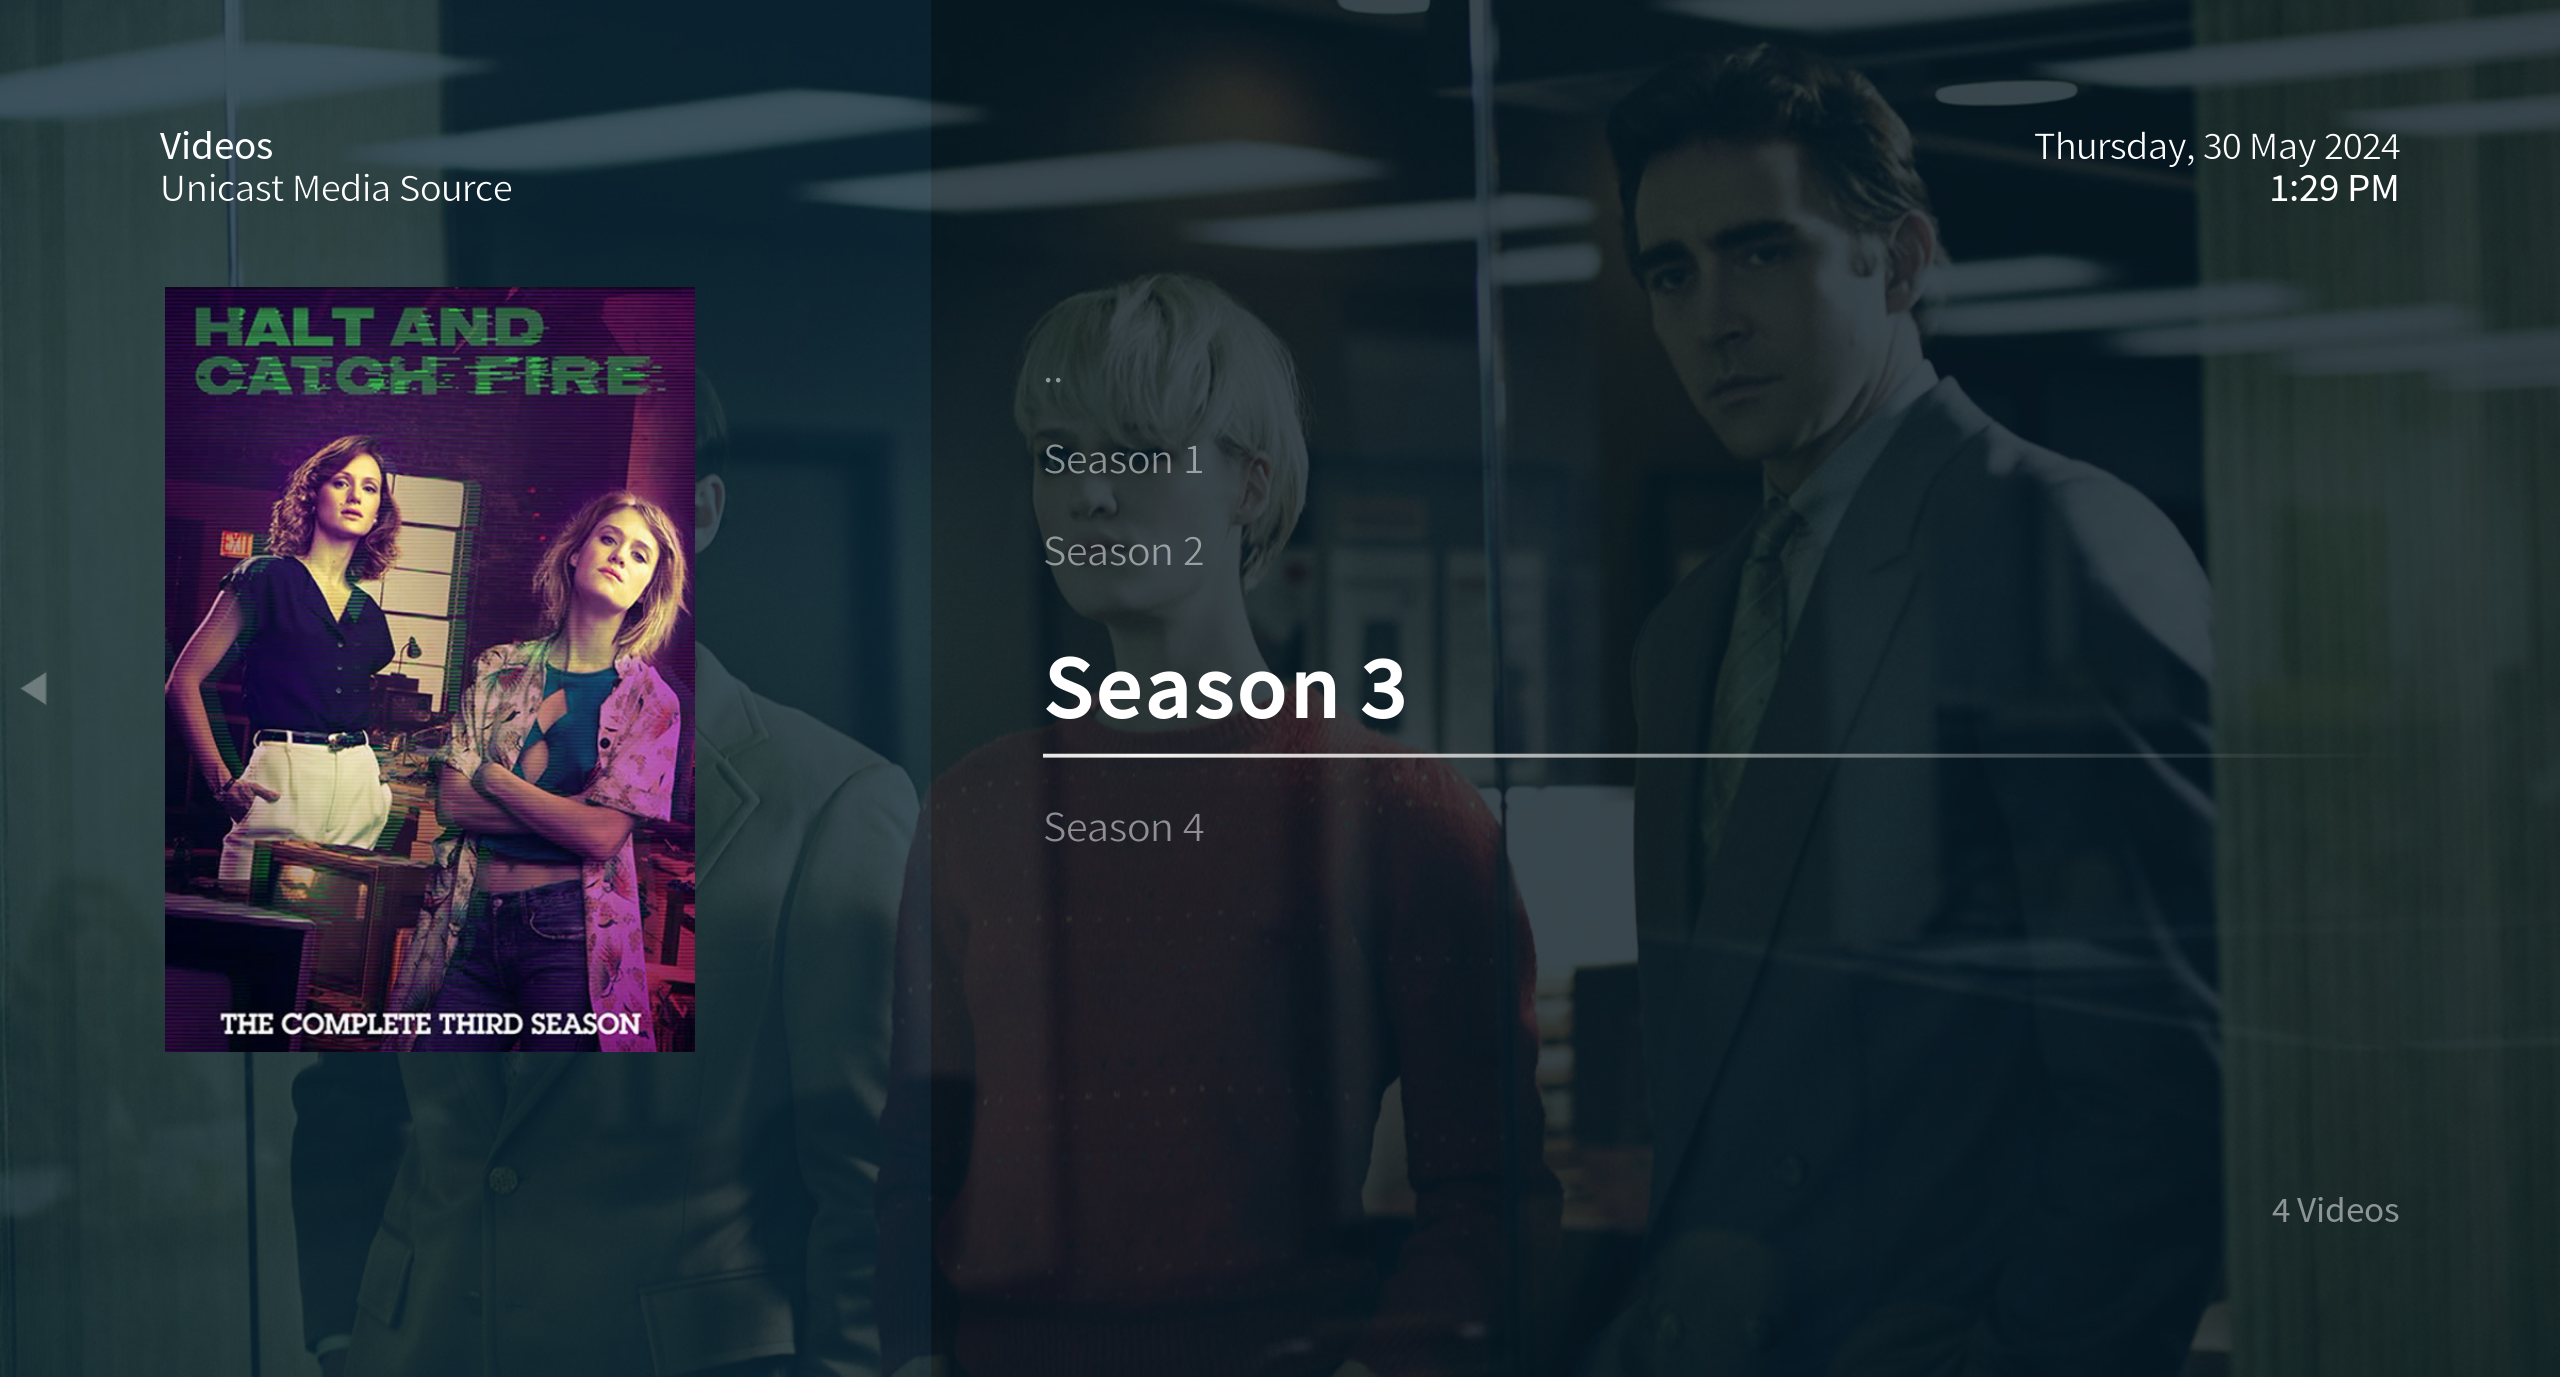 Videos
Unicast Media Source
Thursday, 30 May 2024
1:29 PM
HALT AND
CATCH FIRE
EXIT
THE COMPLETE THIRD SEASON
..
Season 1
Season 2
Season 3
Season 4
4 Videos